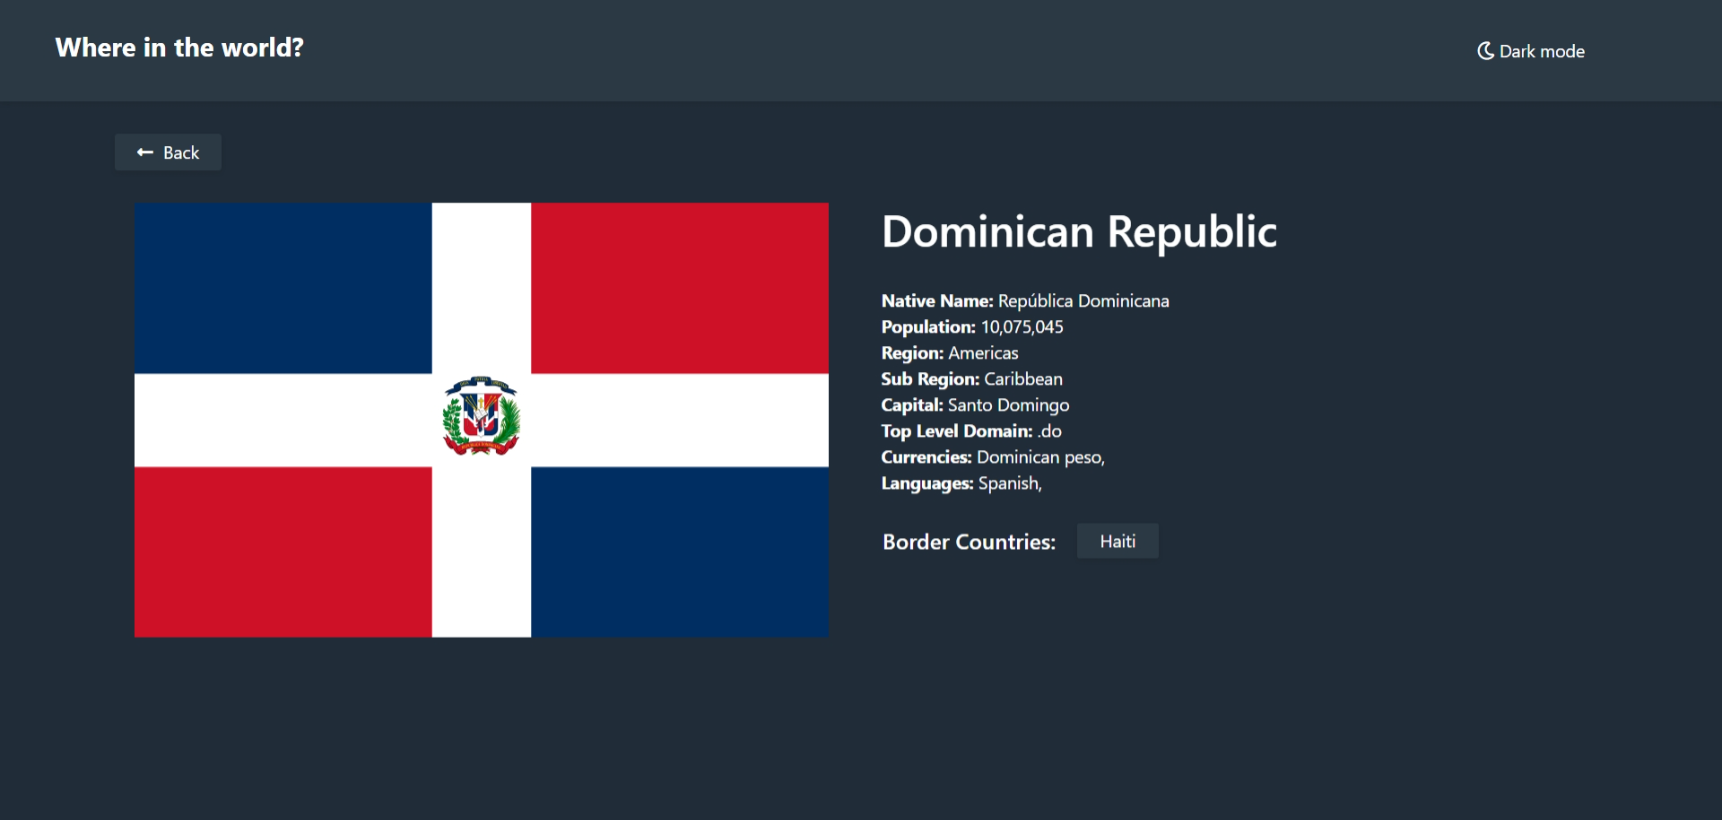 Where in the world?
Dark mode
Back
Dominican Republic
Native Name: República Dominicana
Population: 10,075,045
Region: Americas
Sub Region: Caribbean
Capital: Santo Domingo
Top Level Domain: .do
Currencies: Dominican peso,
Languages: Spanish,
Border Countries: Haiti